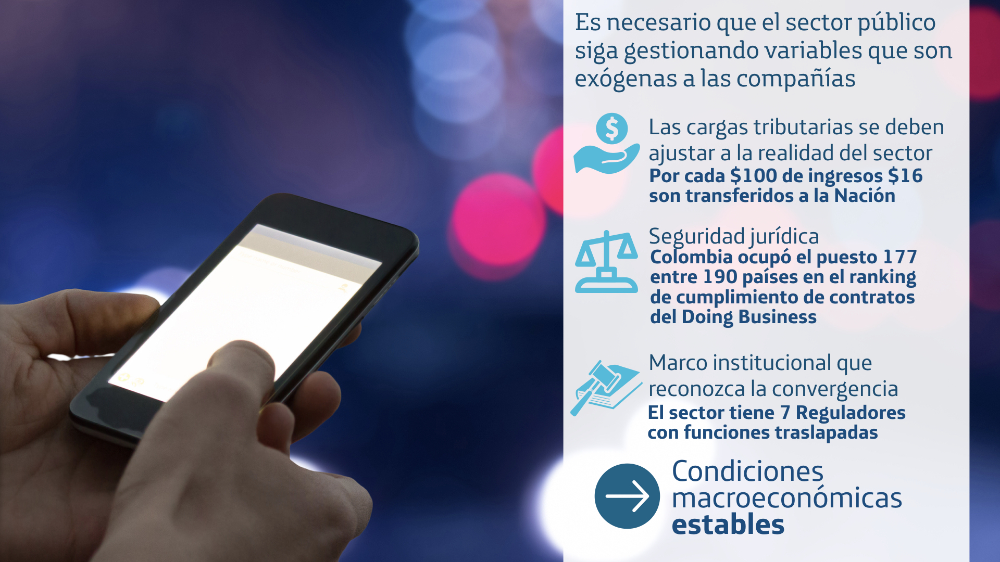 Es necesario que el sector público
siga gestionando variables que son
exógenas a las compañías
$
Las cargas tributarias se deben
ajustar a la realidad del sector
Por cada $100 de ingresos $16
son transferidos a la Nación
Seguridad jurídica
Colombia ocupó el puesto 177
entre 190 países en el ranking
de cumplimiento de contratos
del Doing Business
Marco institucional que
reconozca la convergencia
El sector tiene 7 Reguladores
con funciones traslapadas
Condiciones
macroeconómicas
estables